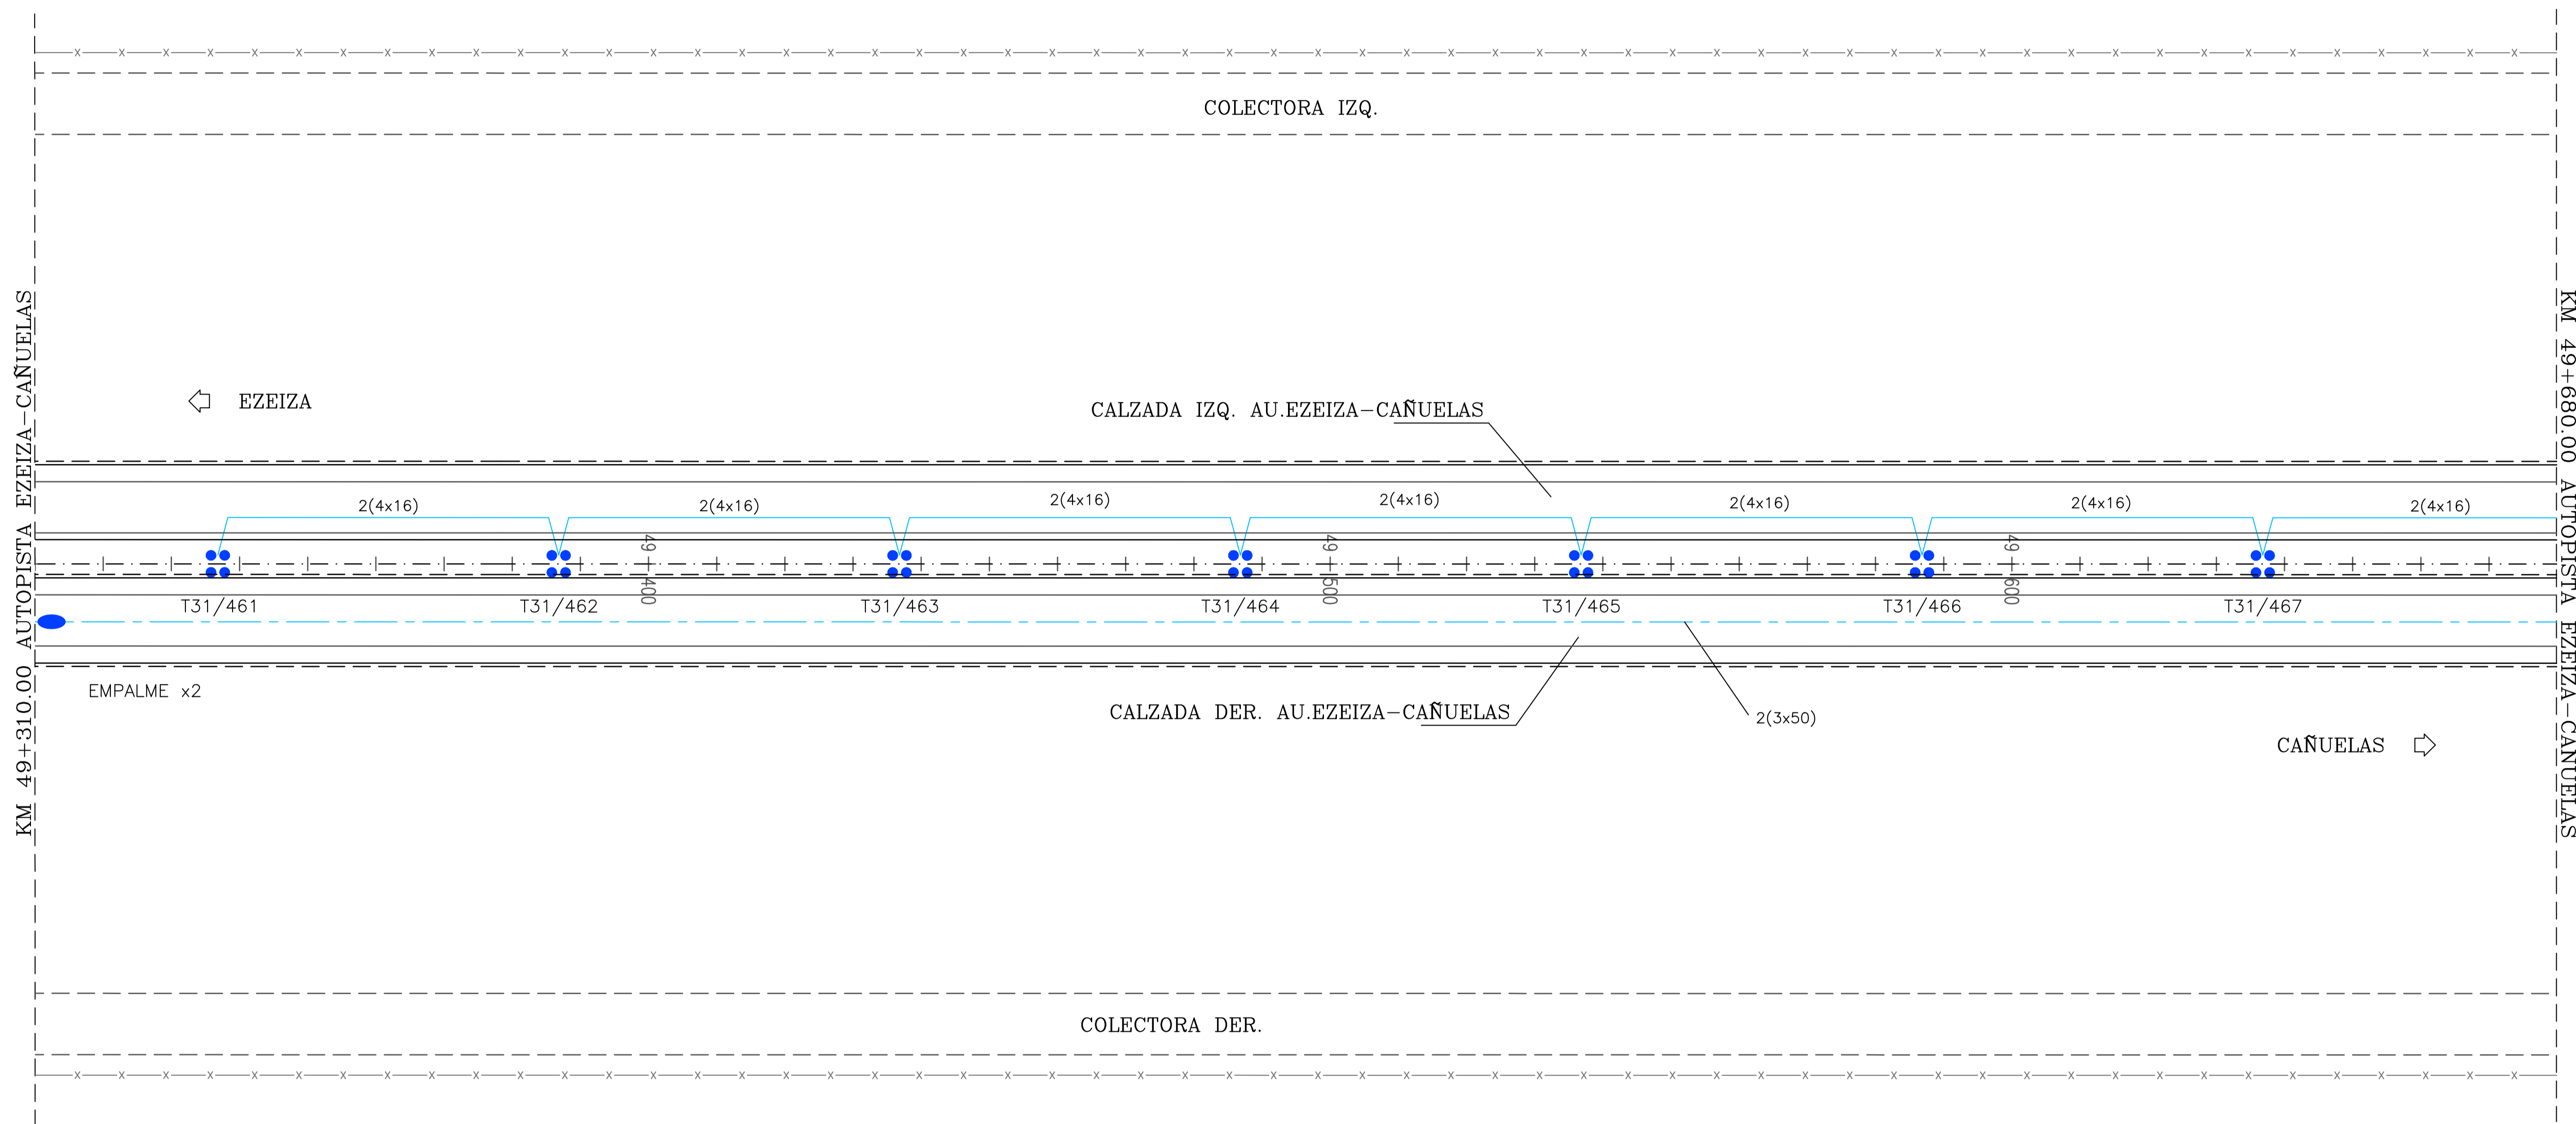 COLECTORA IZQ.
KM 49+310.00 AUTOPISTA EZEIZA-CAÑUELAS
KM 49+680.00 AUTOPISTA EZEIZA-CAÑUELAS
EZEIZA
CALZADA IZQ. AU.EZEIZA-CAÑUELAS
2(4x16)
2(4x16)
2(4x16)
2(4x16)
2(4x16)
2(4x16)
2(4x16)
49 400
49 500
49 600
T31/461
T31/462
T31/463
T31/464
T31/465
T31/466
T31/467
EMPALME x2
CALZADA DER. AU.EZEIZA-CAÑUELAS
2(3x50)
CAÑUELAS
COLECTORA DER.